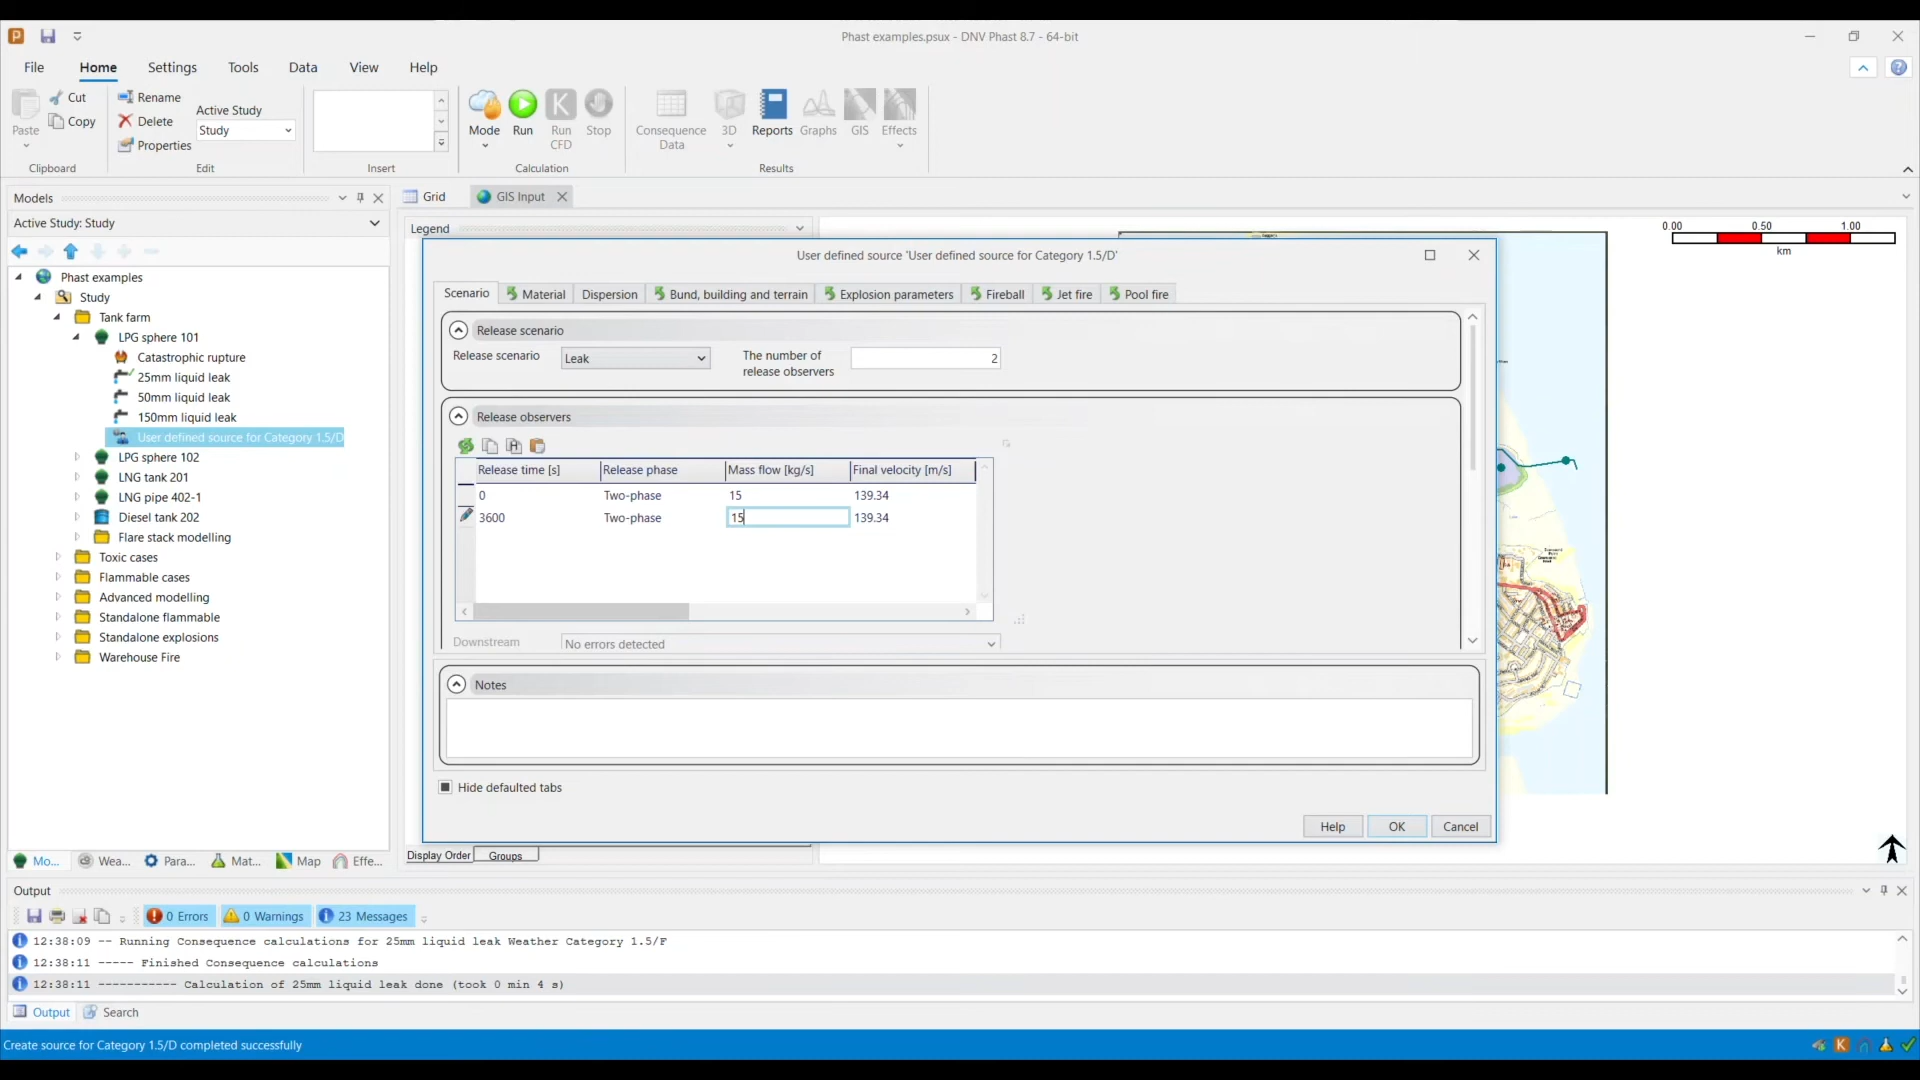 Phast examples.psux - DNV Phast 8.7 - 64-bit
File Home Settings Tools Data View Help
Paste
Cut
Copy
Clipboard
Rename
Delete
Properties
Active Study
Study
Edit
Insert
Mode
Run
Run CFD
Stop
Calculation
Consequence Data
3D
Reports
Graphs
GIS
Effects
Results
Models
Active Study: Study
Phast examples
Study
Tank farm
LPG sphere 101
Catastrophic rupture
25mm liquid leak
50mm liquid leak
150mm liquid leak
User defined source for Category 1.5/D
LPG sphere 102
LNG tank 201
LNG pipe 402-1
Diesel tank 202
Flare stack modelling
Toxic cases
Flammable cases
Advanced modelling
Standalone flammable
Standalone explosions
Warehouse Fire
Mo... Wea... Para... Mat... Map Effe...
Grid GIS Input
Legend
0.00 0.50 1.00
km
User defined source 'User defined source for Category 1.5/D'
Scenario Material Dispersion Bund, building and terrain Explosion parameters Fireball Jet fire Pool fire
Release scenario
Release scenario Leak The number of release observers 2
Release observers
Release time [s] Release phase Mass flow [kg/s] Final velocity [m/s]
0 Two-phase 15 139.34
3600 Two-phase 15 139.34
Downstream No errors detected
Notes
Hide defaulted tabs
Help OK Cancel
Display Order Groups
Output
0 Errors 0 Warnings 23 Messages
12:38:09 -- Running Consequence calculations for 25mm liquid leak Weather Category 1.5/F
12:38:11 ----- Finished Consequence calculations
12:38:11 ----------- Calculation of 25mm liquid leak done (took 0 min 4 s)
Output Search
Create source for Category 1.5/D completed successfully